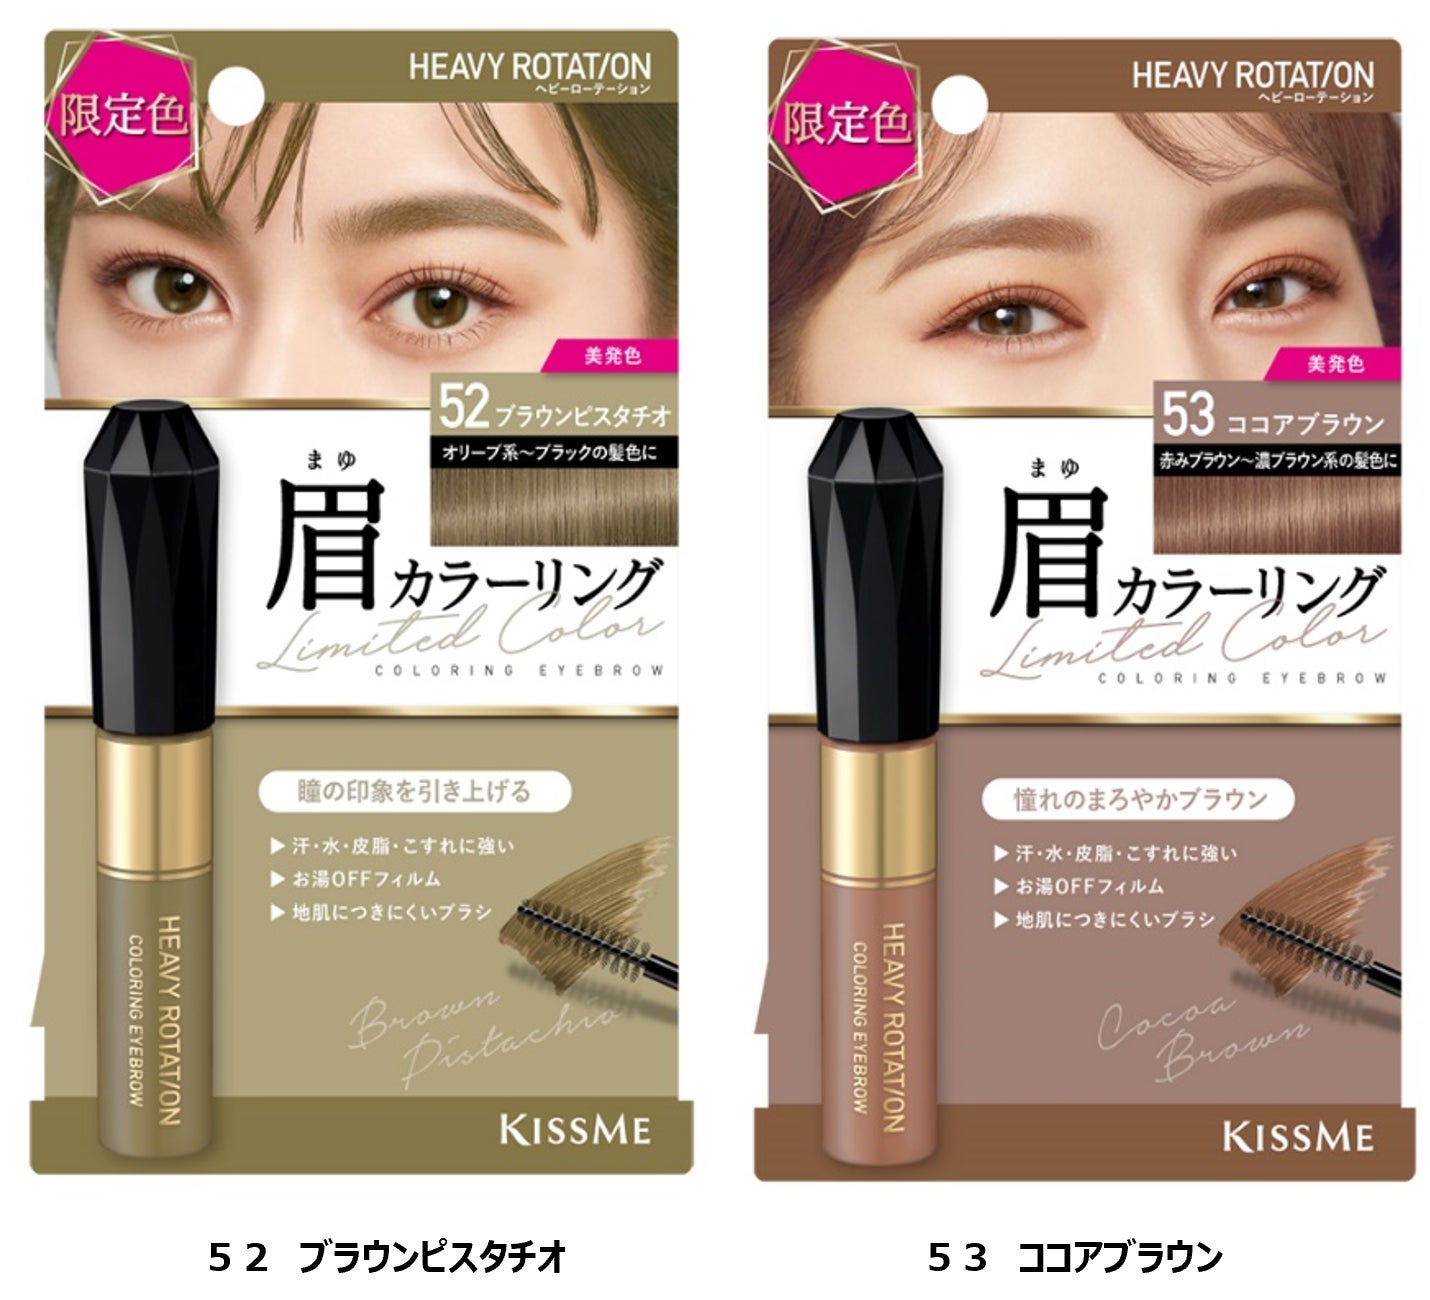 限定色
HEAVY ROTATION
ヘビーローテーション
美発色
52 ブラウンピスタチオ
オリーブ系～ブラックの髪色に
まゆ
眉カラーリング
Limited Color
COLORING EYEBROW
瞳の印象を引き上げる
▶汗・水・皮脂・こすれに強い
▶お湯OFFフィルム
▶地肌につきにくいブラシ
HEAVY ROTATION
COLORING EYEBROW
Brown
Pistachio
KISSME
５２ ブラウンピスタチオ
限定色
HEAVY ROTATION
ヘビーローテーション
美発色
53 ココアブラウン
赤みブラウン～濃ブラウン系の髪色に
まゆ
眉カラーリング
Limited Color
COLORING EYEBROW
憧れのまろやかブラウン
▶汗・水・皮脂・こすれに強い
▶お湯OFFフィルム
▶地肌につきにくいブラシ
HEAVY ROTATION
COLORING EYEBROW
Cocoa
Brown
KISSME
５３ ココアブラウン